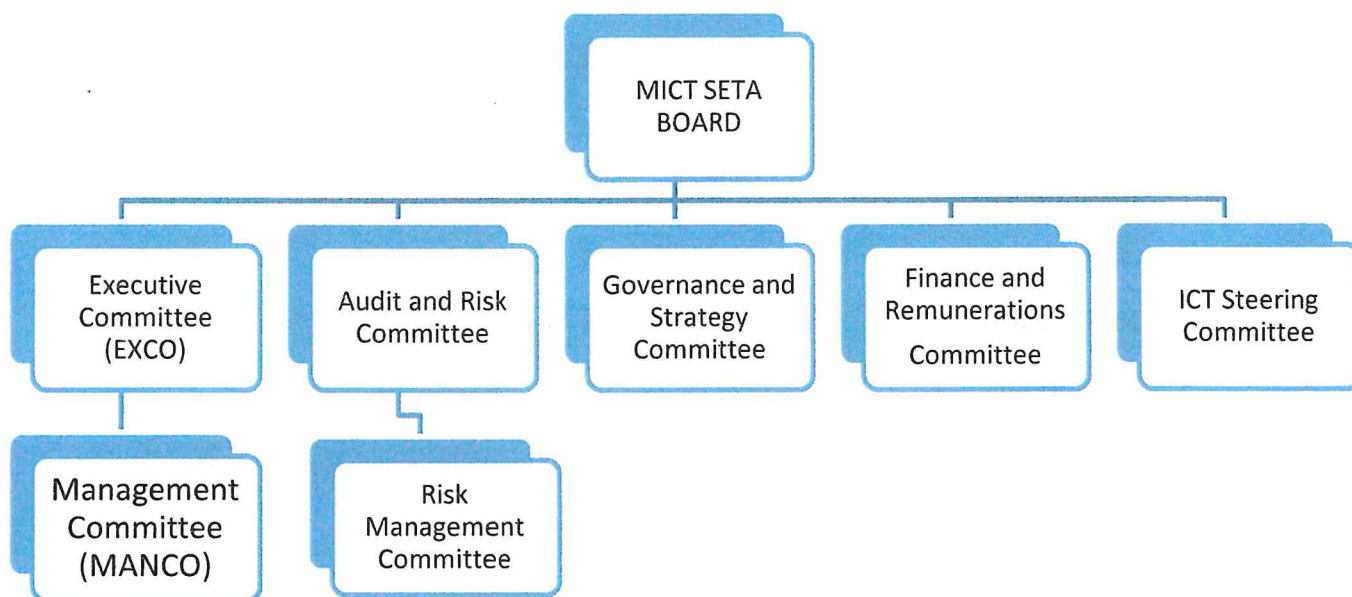 MICT SETA
BOARD
Executive
Committee
(EXCO)
Audit and Risk
Committee
Governance and
Strategy
Committee
Finance and
Remunerations
Committee
ICT Steering
Committee
Management
Committee
(MANCO)
Risk
Management
Committee